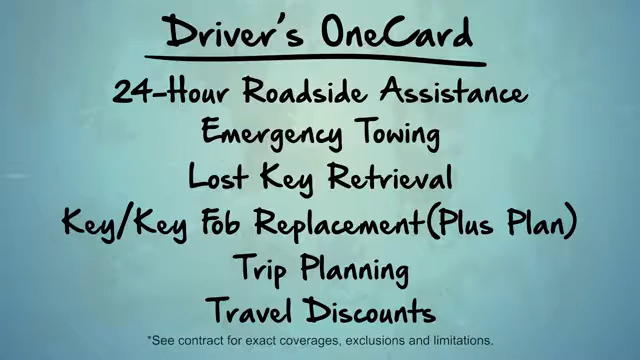 Driver's OneCard
24-Hour Roadside Assistance
Emergency Towing
Lost Key Retrieval
Key/Key Fob Replacement(Plus Plan)
Trip Planning
Travel Discounts
*See contract for exact coverages, exclusions and limitations.